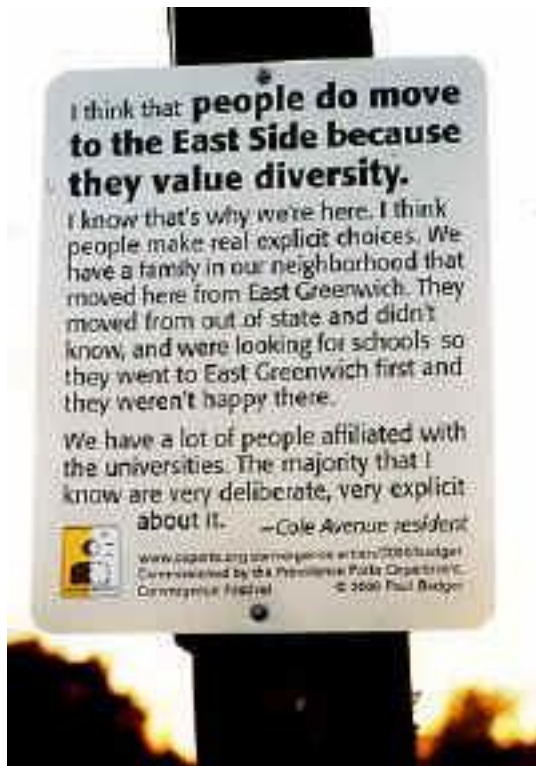 I think that people do move
to the East Side because
they value diversity.
I know that's why we're here. I think
people make real explicit choices. We
have a family in our neighborhood that
moved here from East Greenwich. They
moved from out of state and didn't
know, and were looking for schools so
they went to East Greenwich first and
they weren't happy there.
We have a lot of people affiliated with
the universities. The majority that I
know are very deliberate, very explicit
about it. –Cole Avenue resident
Commissioned by the Providence Parks Department,
Convergence Festival © 2006 Paul Badger